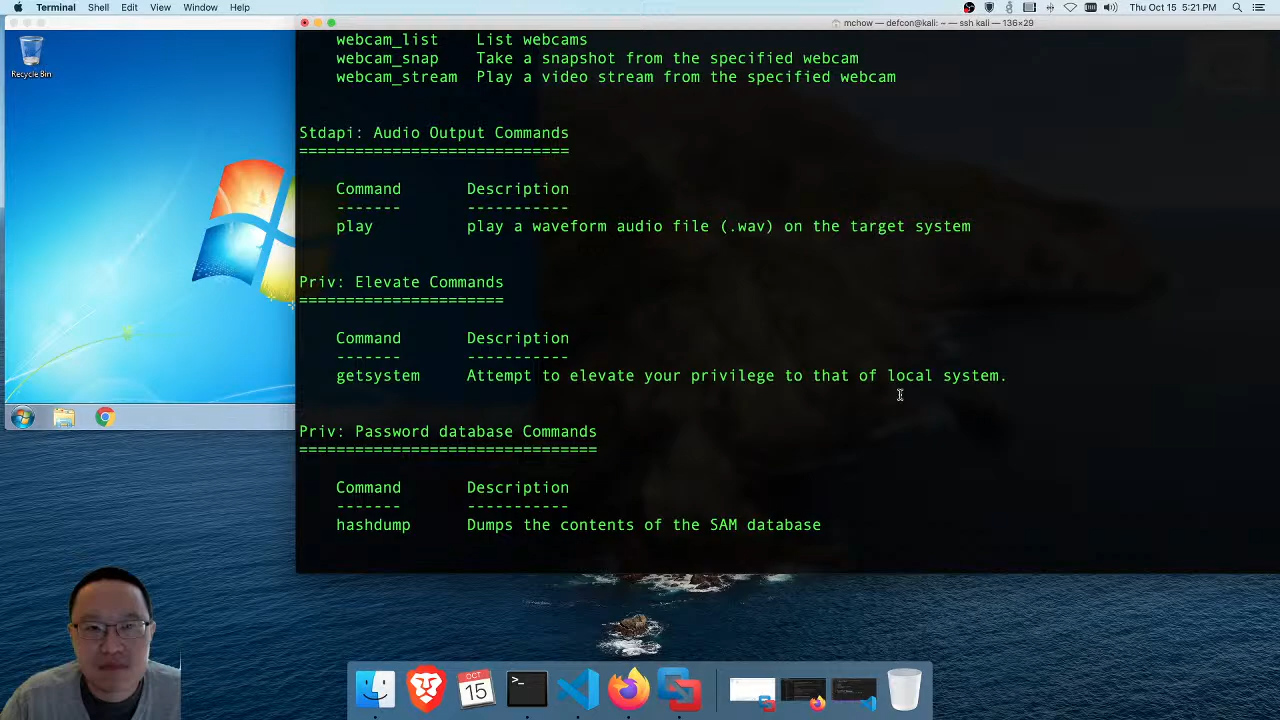 Terminal Shell Edit View Window Help Thu Oct 15 5:21 PM
mchow — defcon@kali: ~ — ssh kali — 136×29
Recycle Bin
webcam_list List webcams
webcam_snap Take a snapshot from the specified webcam
webcam_stream Play a video stream from the specified webcam
Stdapi: Audio Output Commands
=============================
Command Description
------- -----------
play play a waveform audio file (.wav) on the target system
Priv: Elevate Commands
======================
Command Description
------- -----------
getsystem Attempt to elevate your privilege to that of local system.
Priv: Password database Commands
================================
Command Description
------- -----------
hashdump Dumps the contents of the SAM database
OCT
15
>_